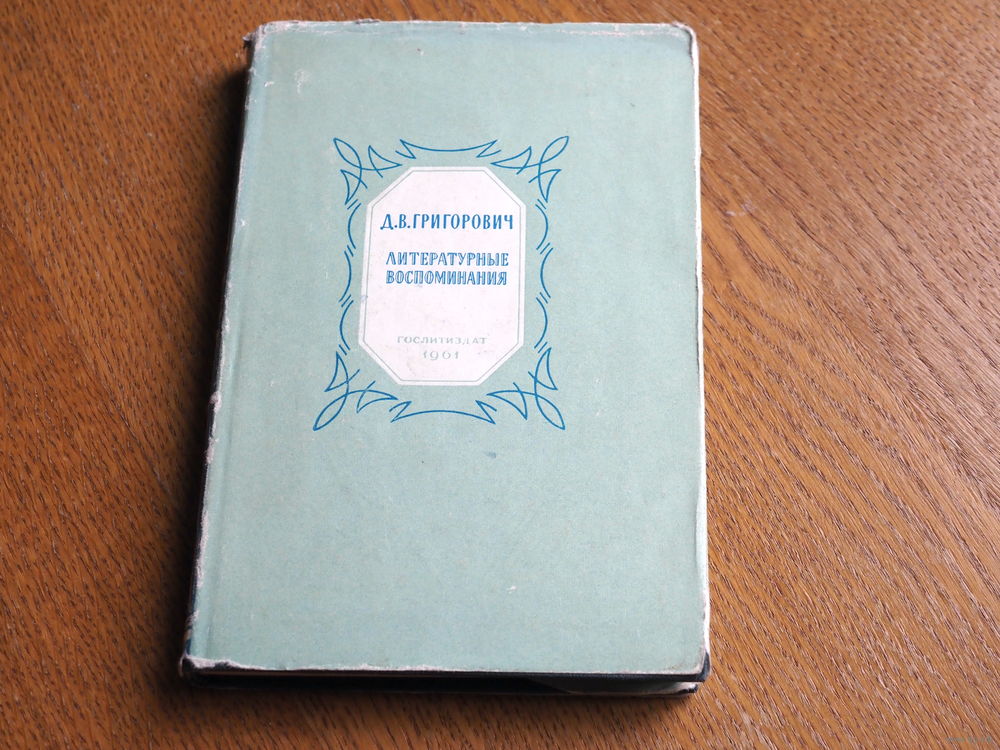 Д.В.ГРИГОРОВИЧ
ЛИТЕРАТУРНЫЕ
ВОСПОМИНАНИЯ
ГОСЛИТИЗДАТ
1961